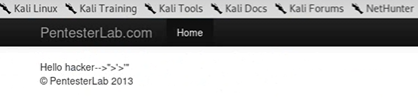 Kali Linux Kali Training Kali Tools Kali Docs Kali Forums NetHunter
PentesterLab.com Home
Hello hacker-->">'>'"
© PentesterLab 2013